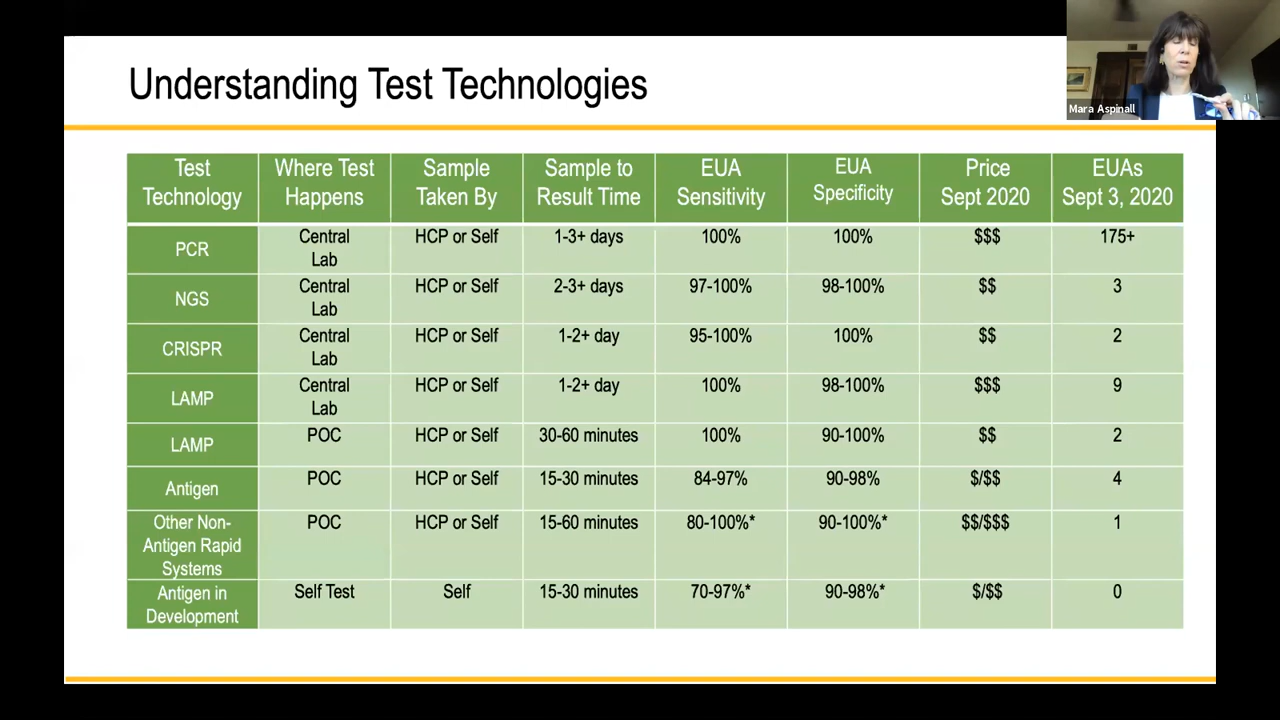 Understanding Test Technologies
Mara Aspinall
Test Technology | Where Test Happens | Sample Taken By | Sample to Result Time | EUA Sensitivity | EUA Specificity | Price Sept 2020 | EUAs Sept 3, 2020
PCR | Central Lab | HCP or Self | 1-3+ days | 100% | 100% | $$$ | 175+
NGS | Central Lab | HCP or Self | 2-3+ days | 97-100% | 98-100% | $$ | 3
CRISPR | Central Lab | HCP or Self | 1-2+ day | 95-100% | 100% | $$ | 2
LAMP | Central Lab | HCP or Self | 1-2+ day | 100% | 98-100% | $$$ | 9
LAMP | POC | HCP or Self | 30-60 minutes | 100% | 90-100% | $$ | 2
Antigen | POC | HCP or Self | 15-30 minutes | 84-97% | 90-98% | $/$$ | 4
Other Non-Antigen Rapid Systems | POC | HCP or Self | 15-60 minutes | 80-100%* | 90-100%* | $$/$$$ | 1
Antigen in Development | Self Test | Self | 15-30 minutes | 70-97%* | 90-98%* | $/$$ | 0